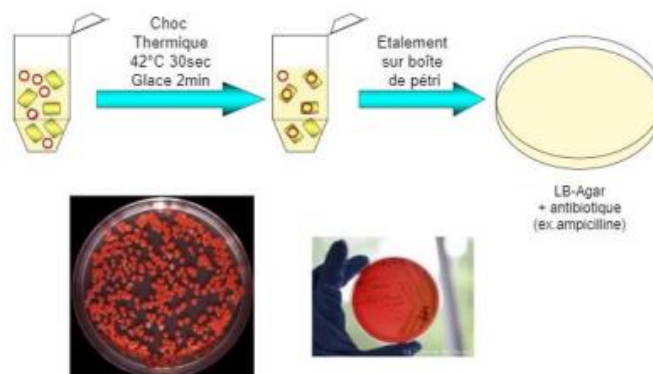 Choc
Thermique
42°C 30sec
Glace 2min
Etalement
sur boîte
de pétri
LB-Agar
+ antibiotique
(ex.ampicilline)